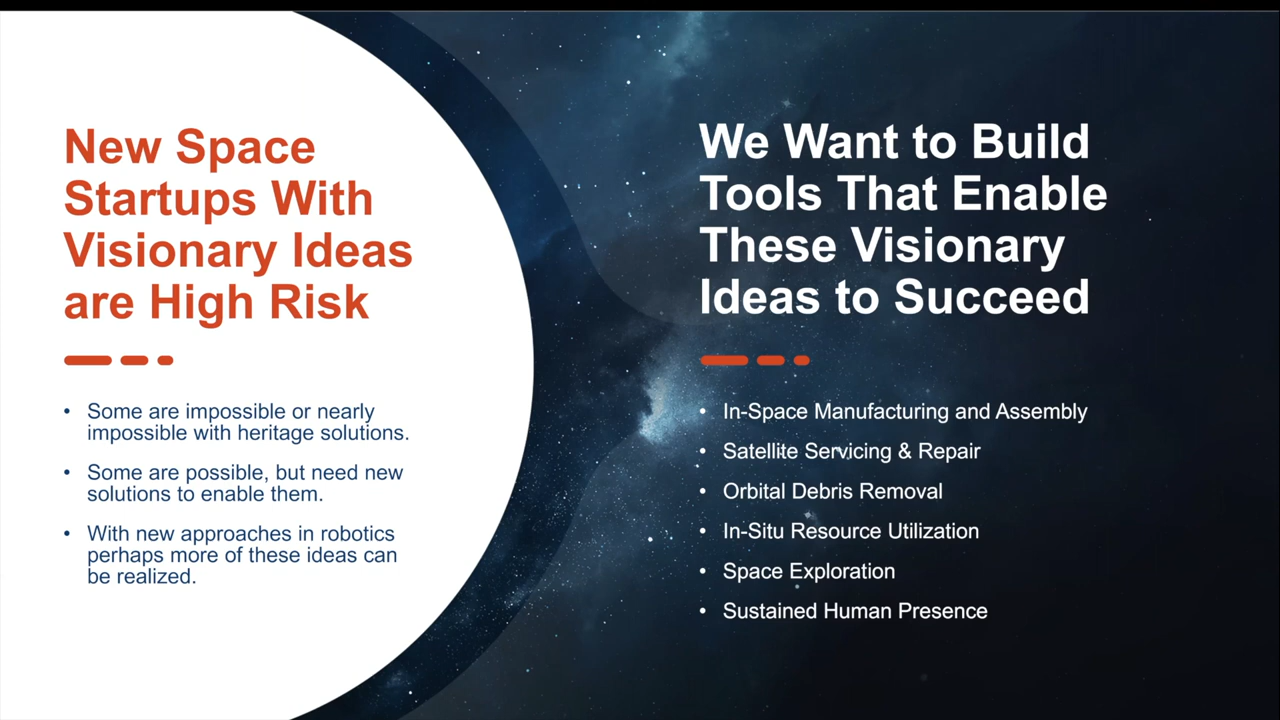 New Space
Startups With
Visionary Ideas
are High Risk
• Some are impossible or nearly
impossible with heritage solutions.
• Some are possible, but need new
solutions to enable them.
• With new approaches in robotics
perhaps more of these ideas can
be realized.
We Want to Build
Tools That Enable
These Visionary
Ideas to Succeed
• In-Space Manufacturing and Assembly
• Satellite Servicing & Repair
• Orbital Debris Removal
• In-Situ Resource Utilization
• Space Exploration
• Sustained Human Presence